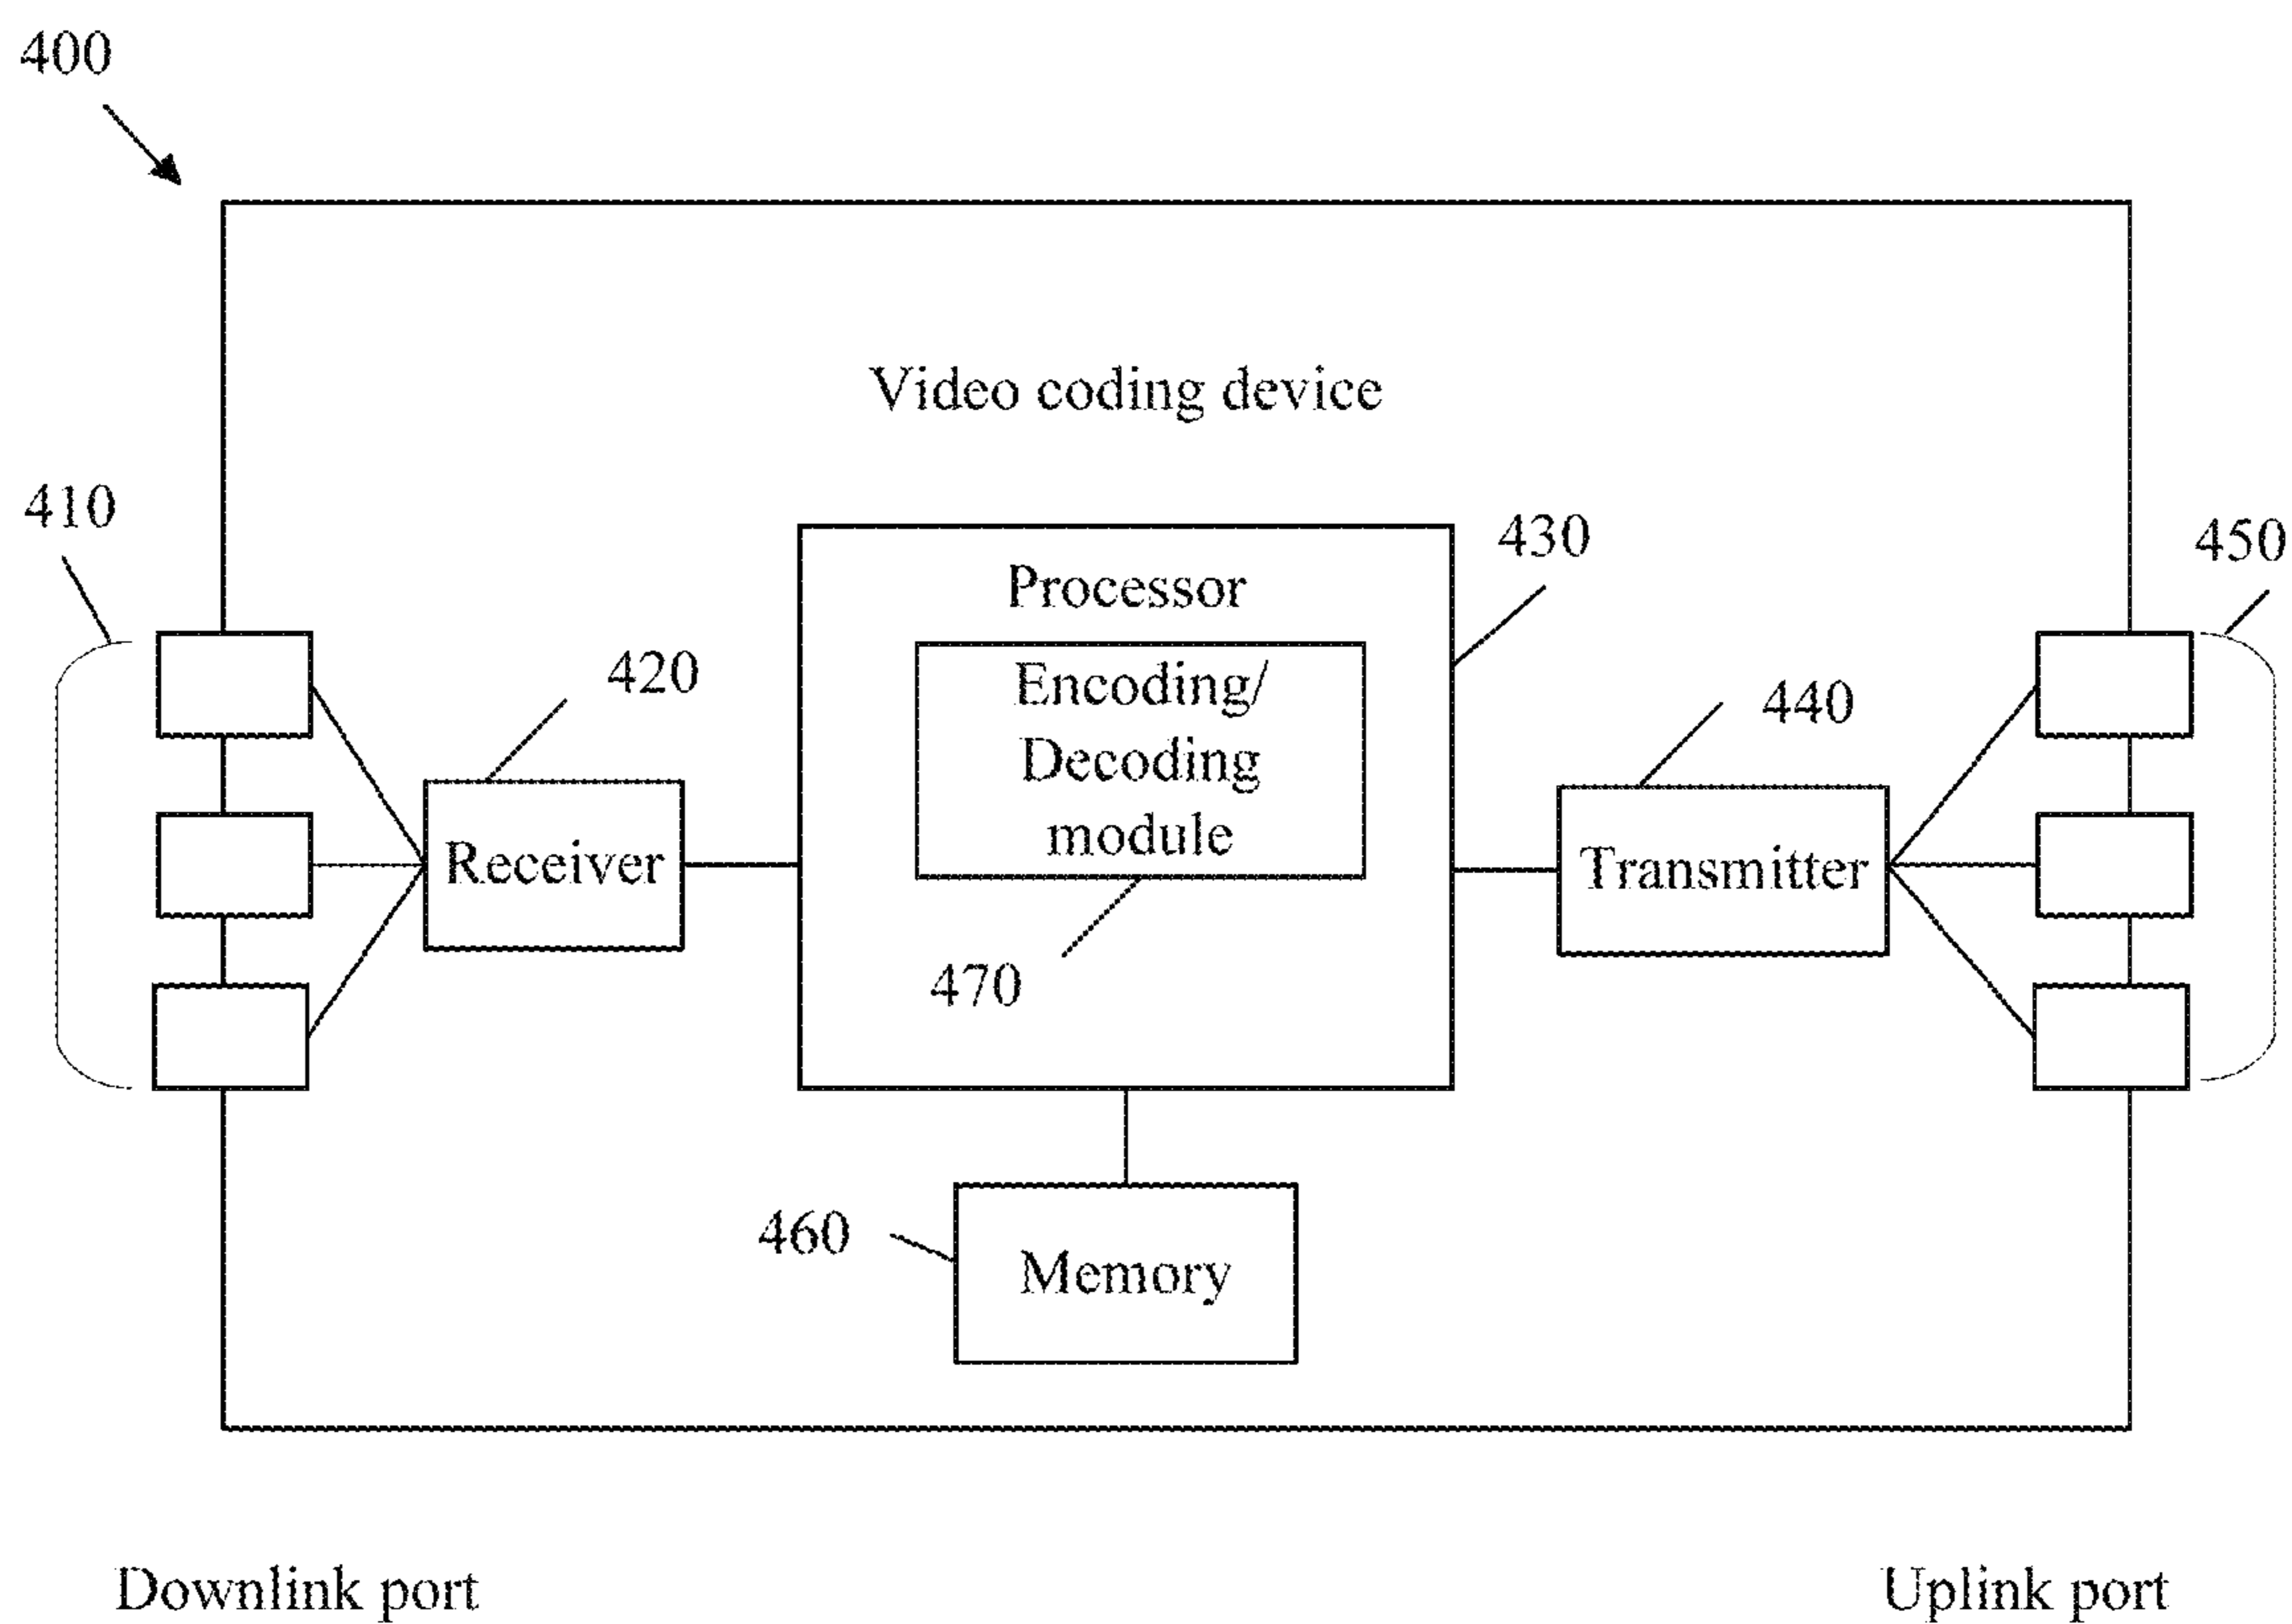 400
Video coding device
410
430
450
Processor
420
Encoding/
Decoding
module
440
Receiver
Transmitter
470
460
Memory
Downlink port
Uplink port